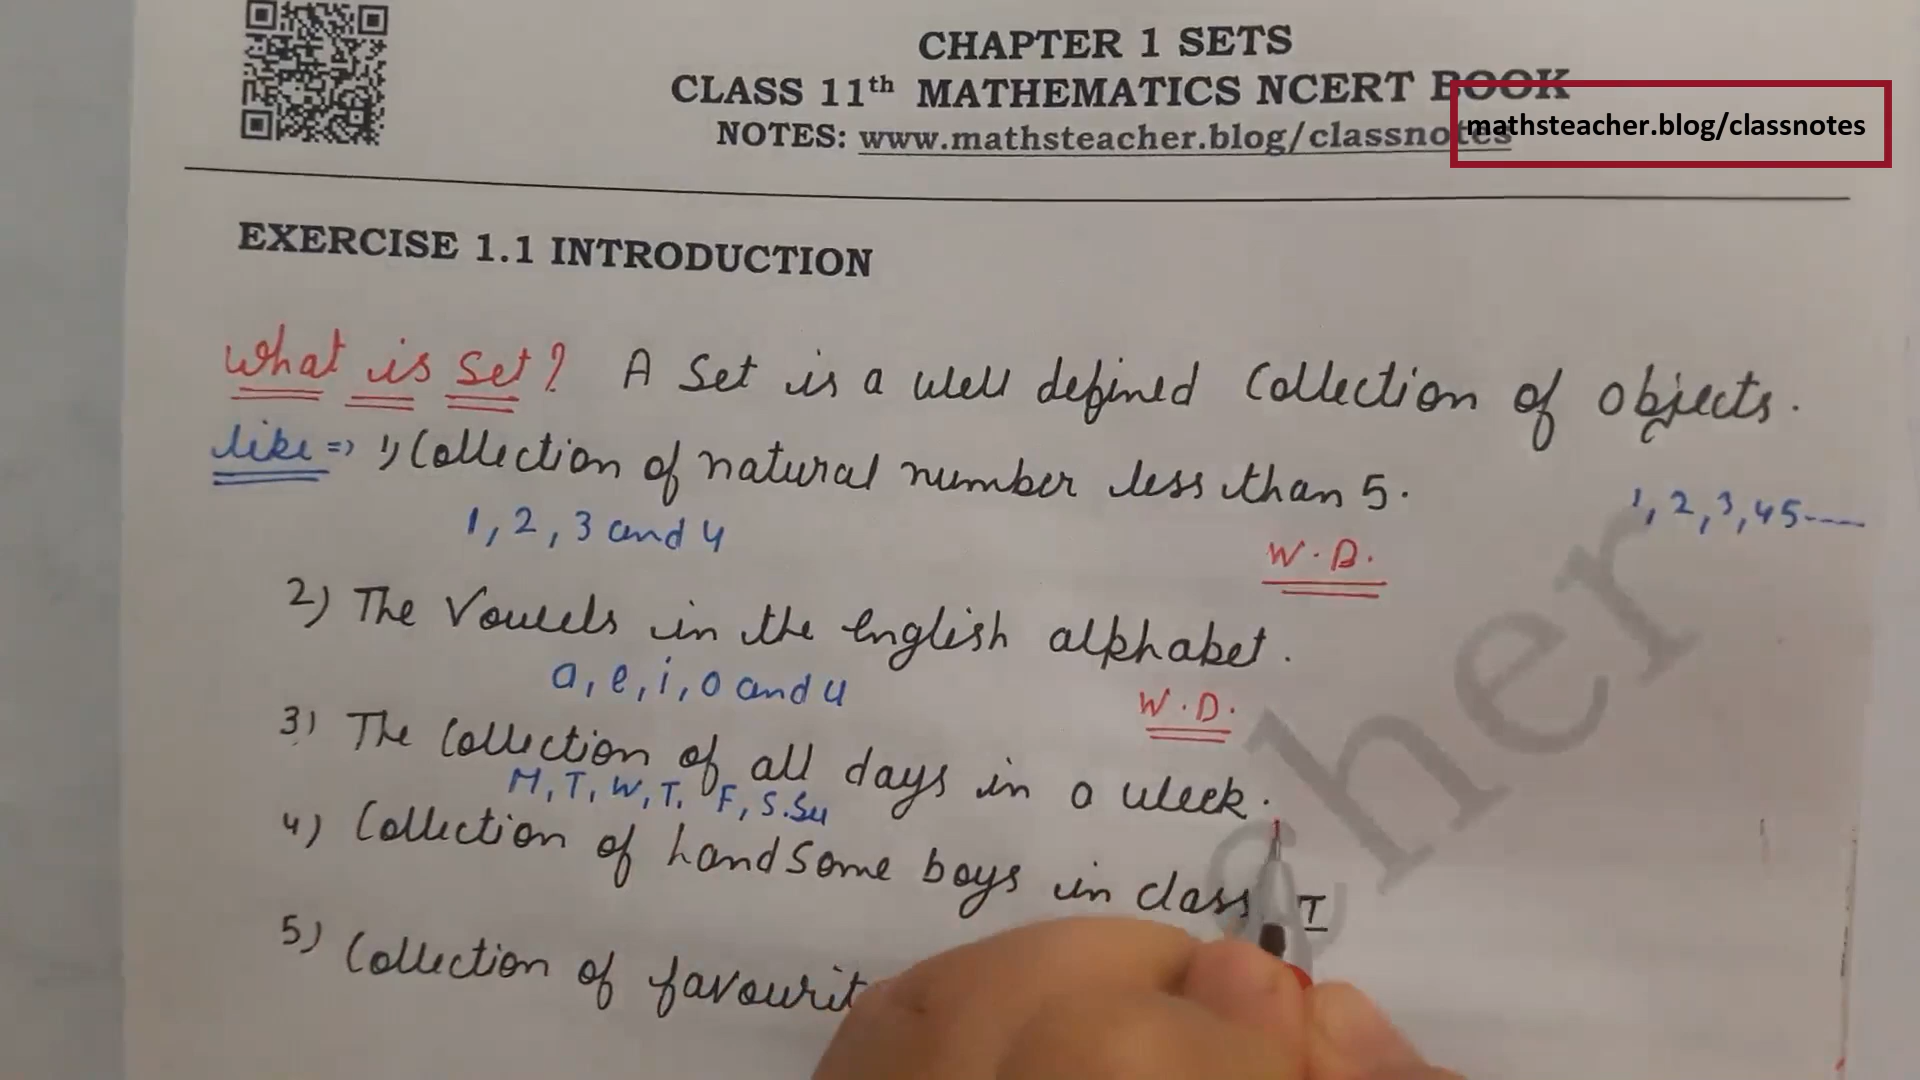 CHAPTER 1 SETS
CLASS 11th MATHEMATICS NCERT BOOK
NOTES: www.mathsteacher.blog/classnotes
mathsteacher.blog/classnotes
EXERCISE 1.1 INTRODUCTION
What is Set? A Set is a well defined Collection of objects.
like => 1) Collection of natural number less than 5.
1, 2, 3, 4 5-----
1, 2, 3 and 4
W.D.
2) The Vowels in the english alphabet.
a, e, i, o and u
W.D.
3) The Collection of all days in a week.
M, T, W, T, F, S. Su
4) Collection of handsome boys in class
5) Collection of
cher